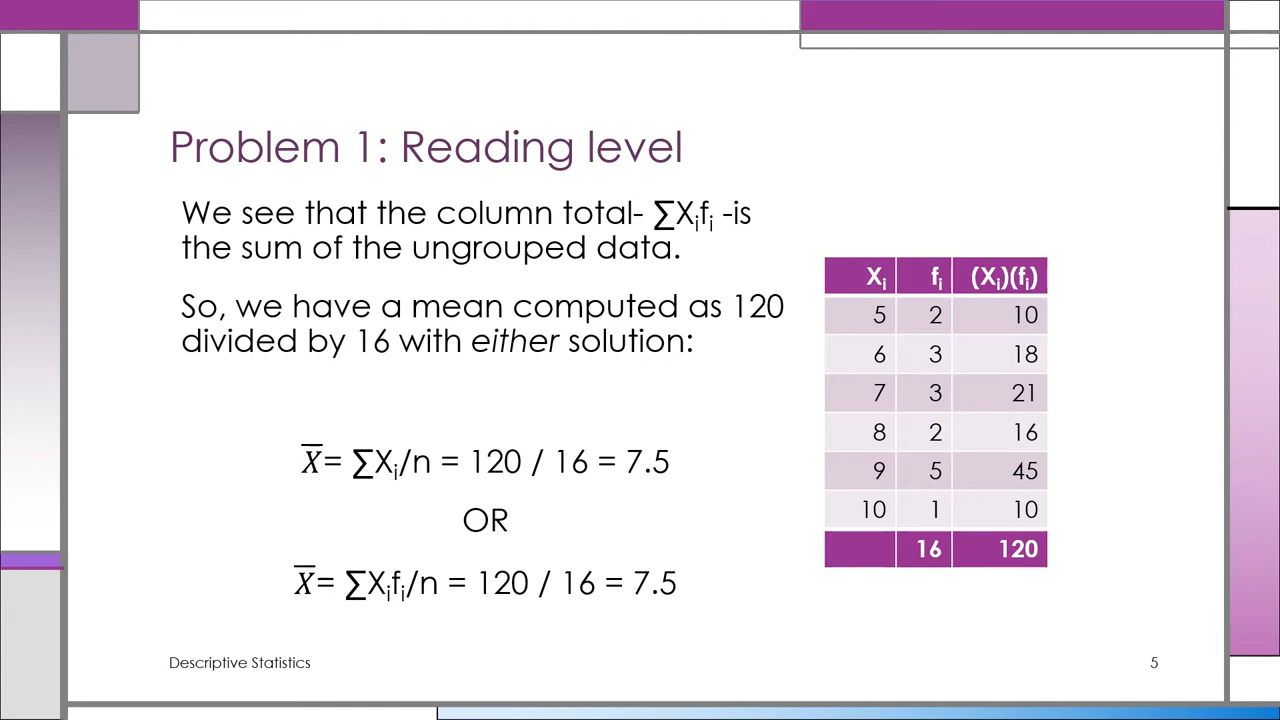 Problem 1: Reading level
We see that the column total- ∑Xᵢfᵢ -is
the sum of the ungrouped data.
So, we have a mean computed as 120
divided by 16 with either solution:
X̅= ∑Xᵢ/n = 120 / 16 = 7.5
OR
X̅= ∑Xᵢfᵢ/n = 120 / 16 = 7.5
Xᵢ fᵢ (Xᵢ)(fᵢ)
5 2 10
6 3 18
7 3 21
8 2 16
9 5 45
10 1 10
16 120
Descriptive Statistics
5